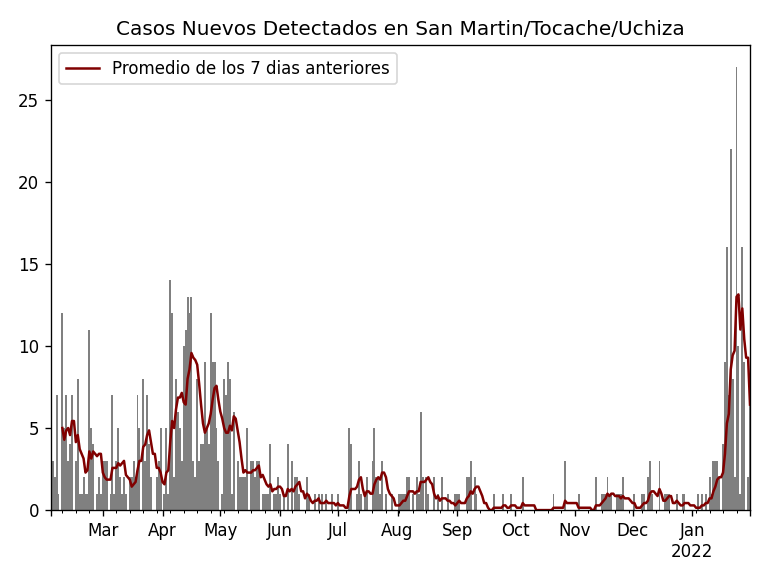 Casos Nuevos Detectados en San Martin/Tocache/Uchiza
Promedio de los 7 dias anteriores
25
20
15
10
5
0
Mar Apr May Jun Jul Aug Sep Oct Nov Dec Jan
2022